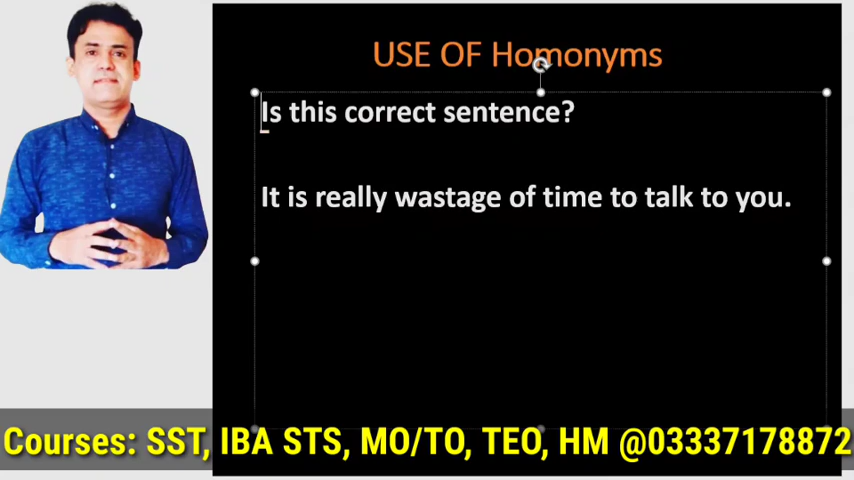 USE OF Homonyms
Is this correct sentence?
It is really wastage of time to talk to you.
Courses: SST, IBA STS, MO/TO, TEO, HM @03337178872